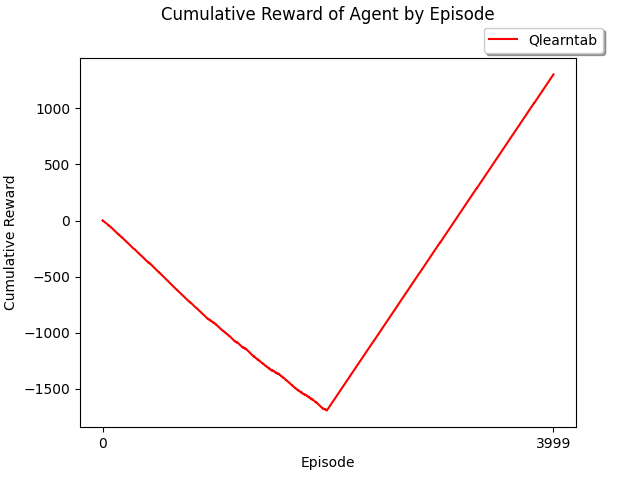 Cumulative Reward of Agent by Episode
Qlearntab
1000
500
0
−500
−1000
−1500
Cumulative Reward
0
3999
Episode